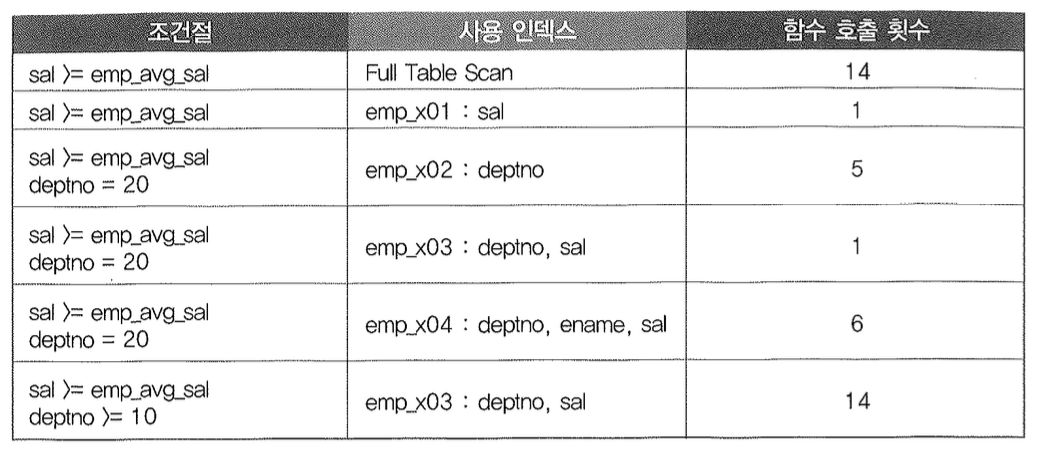 조건절 사용 인덱스 함수 호출 횟수
sal >= emp_avg_sal Full Table Scan 14
sal >= emp_avg_sal emp_x01 : sal 1
sal >= emp_avg_sal
deptno = 20 emp_x02 : deptno 5
sal >= emp_avg_sal
deptno = 20 emp_x03 : deptno, sal 1
sal >= emp_avg_sal
deptno = 20 emp_x04 : deptno, ename, sal 6
sal >= emp_avg_sal
deptno >= 10 emp_x03 : deptno, sal 14